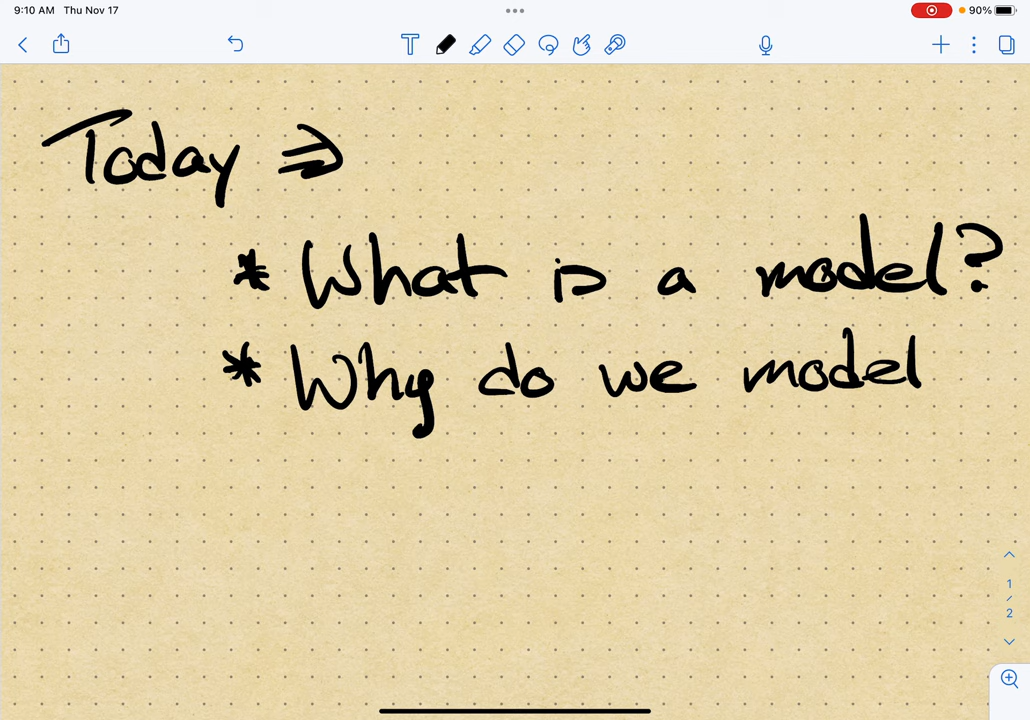 9:10 AM Thu Nov 17
90%
Today ⇒
* What is a model?
* Why do we model
1
/
2